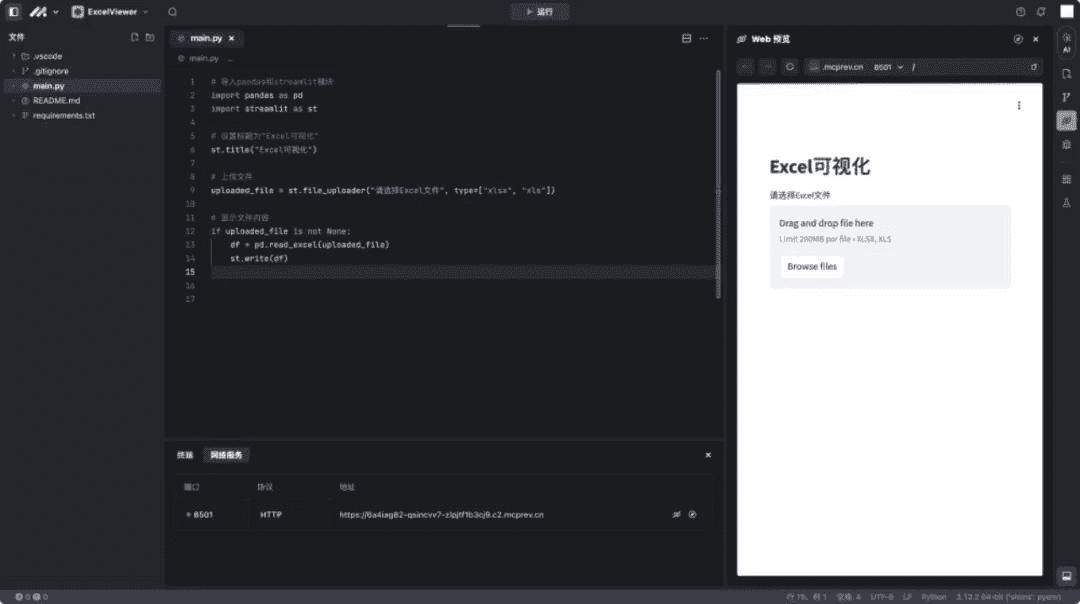 ExcelViewer
运行
文件
.vscode
.gitignore
main.py
README.md
requirements.txt
main.py
main.py ...
1 # 导入pandas和streamlit模块
2 import pandas as pd
3 import streamlit as st
4
5 # 设置标题为"Excel可视化"
6 st.title("Excel可视化")
7
8 # 上传文件
9 uploaded_file = st.file_uploader("请选择Excel文件", type=["xlsx", "xls"])
10
11 # 显示文件内容
12 if uploaded_file is not None:
13 df = pd.read_excel(uploaded_file)
14 st.write(df)
15
16
17
终端 网络服务
端口 协议 地址
8501 HTTP
Web 预览
.mcprev.cn 8501 /
Excel可视化
请选择Excel文件
Drag and drop file here
Limit 200MB per file • XLSX, XLS
Browse files
AI
0 0
空格: 4 UTF-8 LF Python